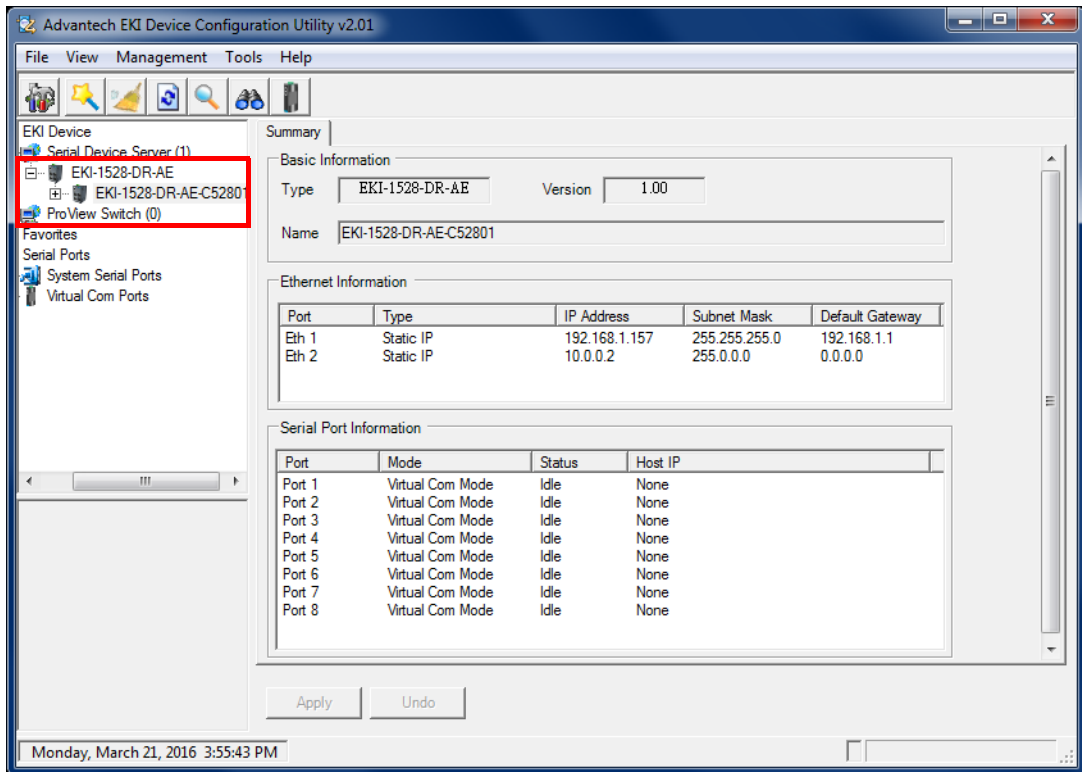 Advantech EKI Device Configuration Utility v2.01
File View Management Tools Help
EKI Device
Serial Device Server (1)
EKI-1528-DR-AE
EKI-1528-DR-AE-C52801
ProView Switch (0)
Favorites
Serial Ports
System Serial Ports
Virtual Com Ports
Summary
Basic Information
Type EKI-1528-DR-AE Version 1.00
Name EKI-1528-DR-AE-C52801
Ethernet Information
Port Type IP Address Subnet Mask Default Gateway
Eth 1 Static IP 192.168.1.157 255.255.255.0 192.168.1.1
Eth 2 Static IP 10.0.0.2 255.0.0.0 0.0.0.0
Serial Port Information
Port Mode Status Host IP
Port 1 Virtual Com Mode Idle None
Port 2 Virtual Com Mode Idle None
Port 3 Virtual Com Mode Idle None
Port 4 Virtual Com Mode Idle None
Port 5 Virtual Com Mode Idle None
Port 6 Virtual Com Mode Idle None
Port 7 Virtual Com Mode Idle None
Port 8 Virtual Com Mode Idle None
Apply Undo
Monday, March 21, 2016 3:55:43 PM